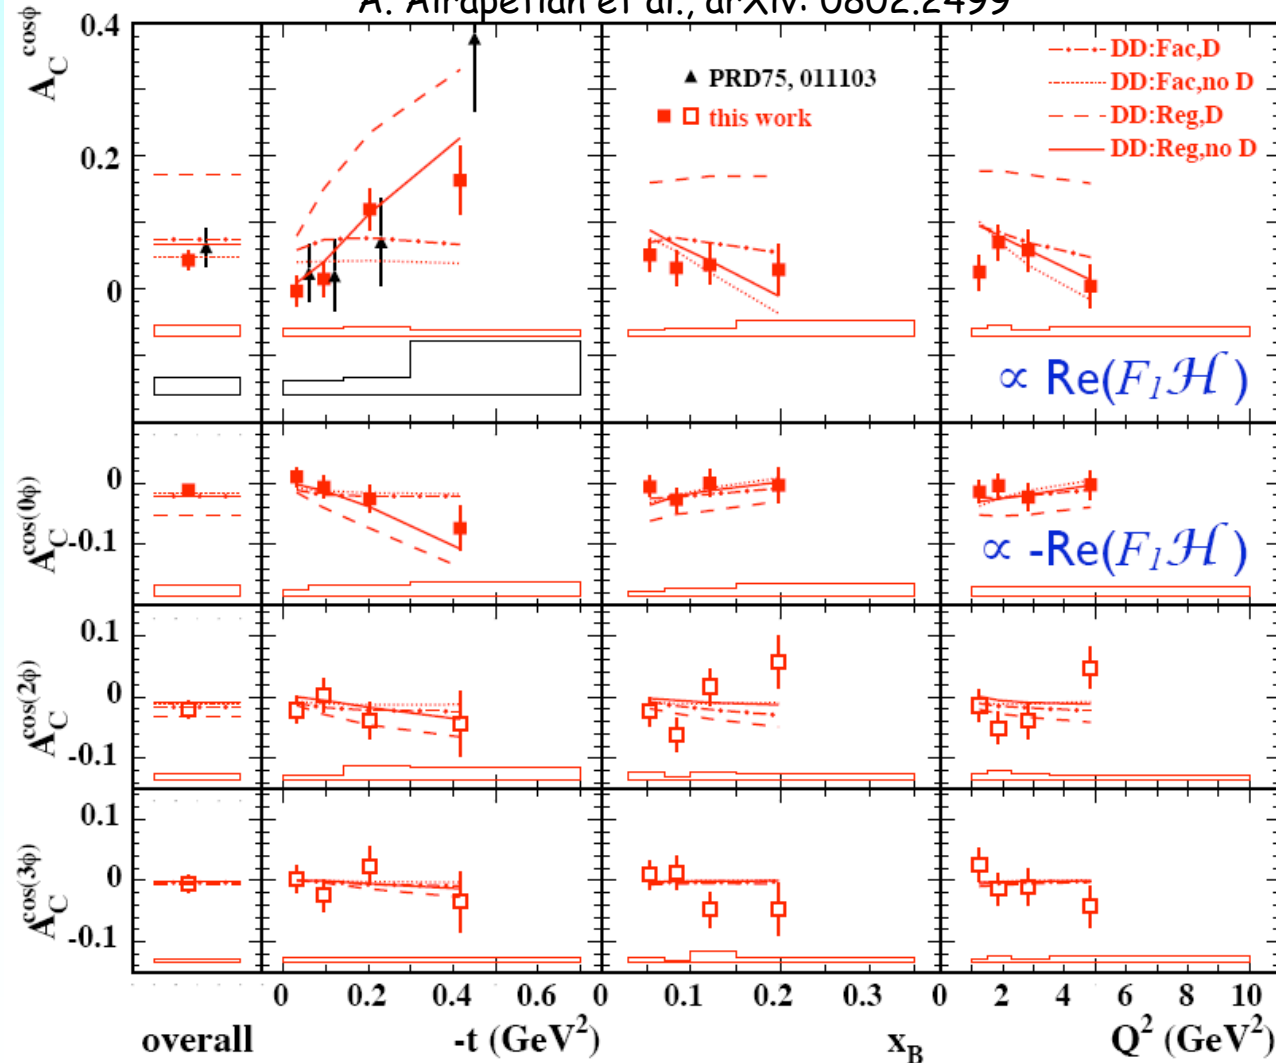 A. Airapetian et al., arXiv: 0802.2499
A_C^cosϕ
0.4
0.2
0
▲ PRD75, 011103
■ □ this work
DD:Fac,D
DD:Fac,no D
DD:Reg,D
DD:Reg,no D
∝ Re(F₁ℋ)
A_C^cos(0ϕ)
0
-0.1
∝ -Re(F₁ℋ)
A_C^cos(2ϕ)
0.1
0
-0.1
A_C^cos(3ϕ)
0.1
0
-0.1
0 0.2 0.4 0.6 0 0.1 0.2 0.3 0 2 4 6 8 10
overall -t (GeV²) x_B Q² (GeV²)